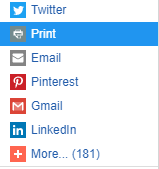 Twitter
Print
Email
Pinterest
Gmail
LinkedIn
More... (181)